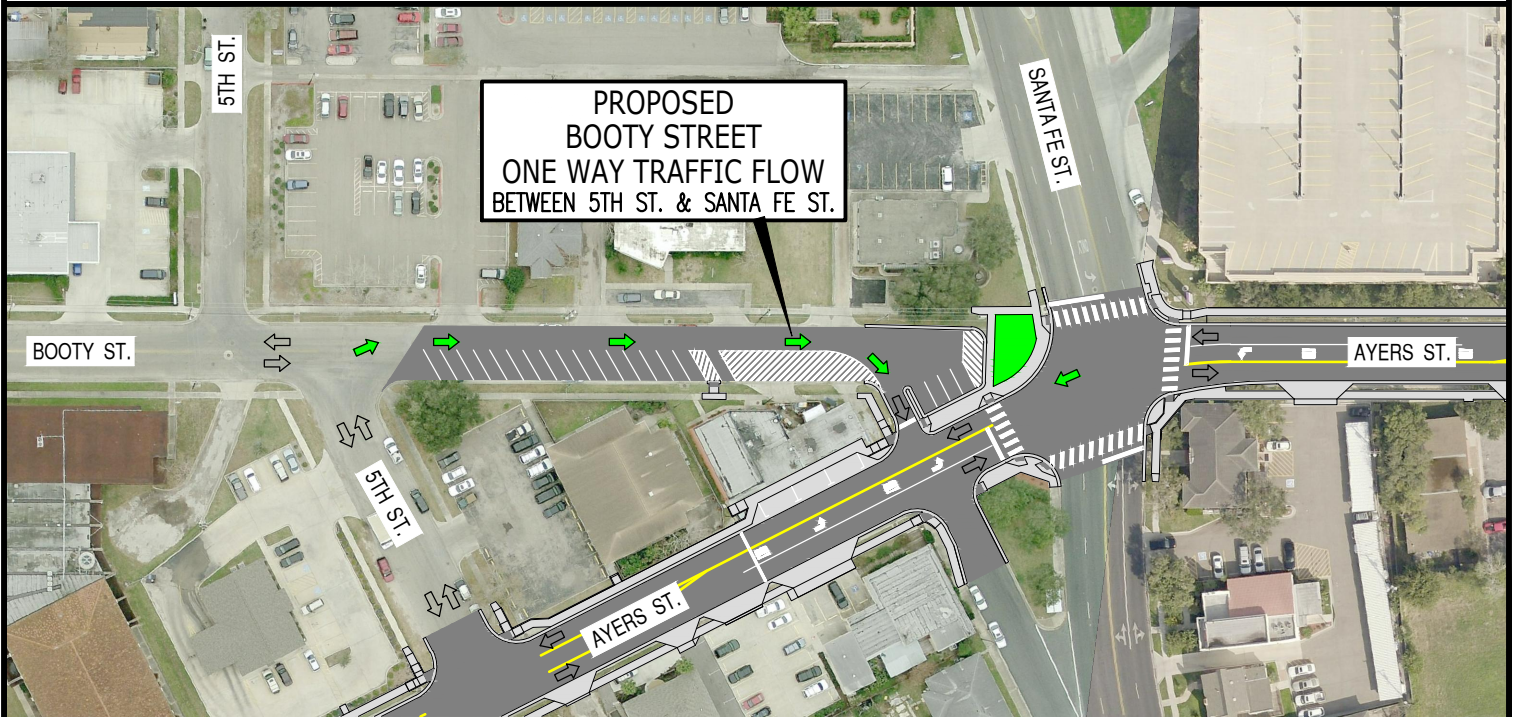 5TH ST.
PROPOSED
BOOTY STREET
ONE WAY TRAFFIC FLOW
BETWEEN 5TH ST. & SANTA FE ST.
SANTA FE ST.
BOOTY ST.
AYERS ST.
5TH ST.
AYERS ST.